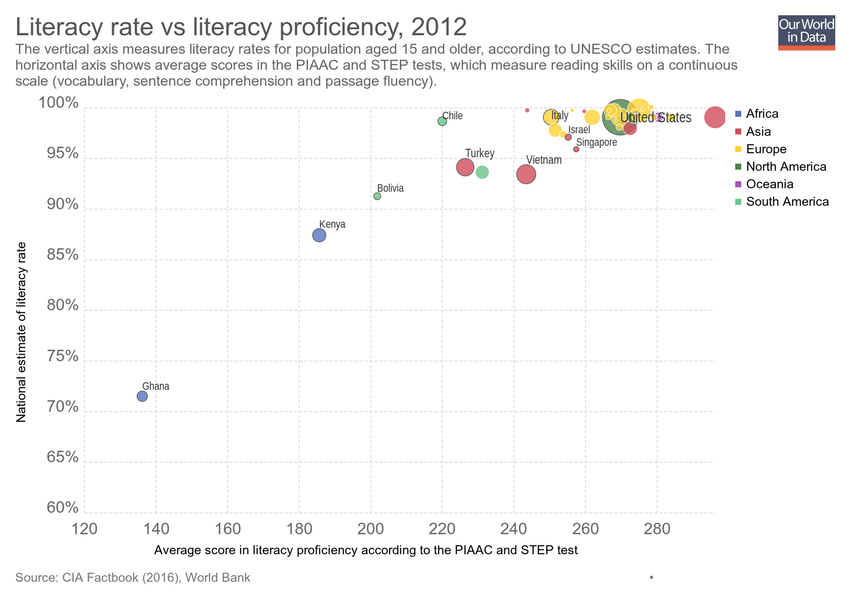 Literacy rate vs literacy proficiency, 2012
The vertical axis measures literacy rates for population aged 15 and older, according to UNESCO estimates. The
horizontal axis shows average scores in the PIAAC and STEP tests, which measure reading skills on a continuous
scale (vocabulary, sentence comprehension and passage fluency).
Our World
in Data
100%
95%
90%
85%
80%
75%
70%
65%
60%
National estimate of literacy rate
Chile
Italy
United States
Israel
Singapore
Turkey
Vietnam
Bolivia
Kenya
Ghana
Africa
Asia
Europe
North America
Oceania
South America
120 140 160 180 200 220 240 260 280
Average score in literacy proficiency according to the PIAAC and STEP test
Source: CIA Factbook (2016), World Bank